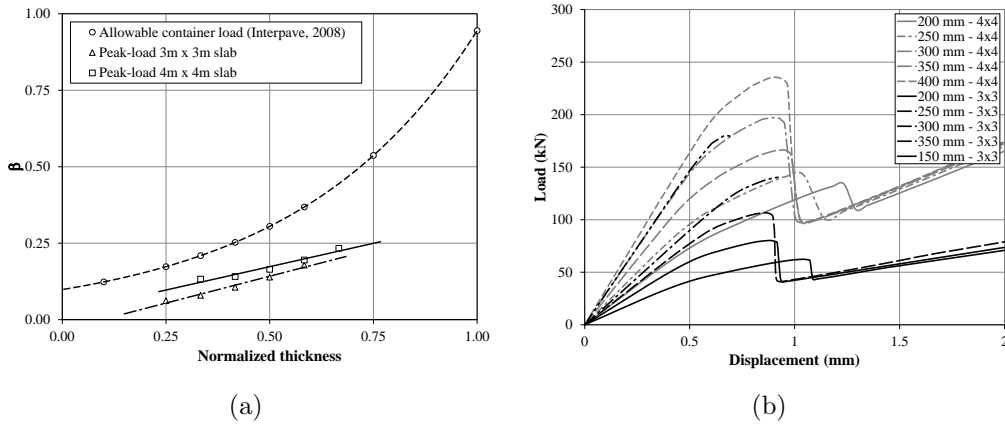 1.00
0.75
0.50
0.25
0.00
β
Allowable container load (Interpave, 2008)
Peak-load 3m x 3m slab
Peak-load 4m x 4m slab
0.00 0.25 0.50 0.75 1.00
Normalized thickness
(a)
300
250
200
150
100
50
0
Load (kN)
200 mm - 4x4
250 mm - 4x4
300 mm - 4x4
350 mm - 4x4
400 mm - 4x4
200 mm - 3x3
250 mm - 3x3
300 mm - 3x3
350 mm - 3x3
150 mm - 3x3
0 0.5 1 1.5 2
Displacement (mm)
(b)